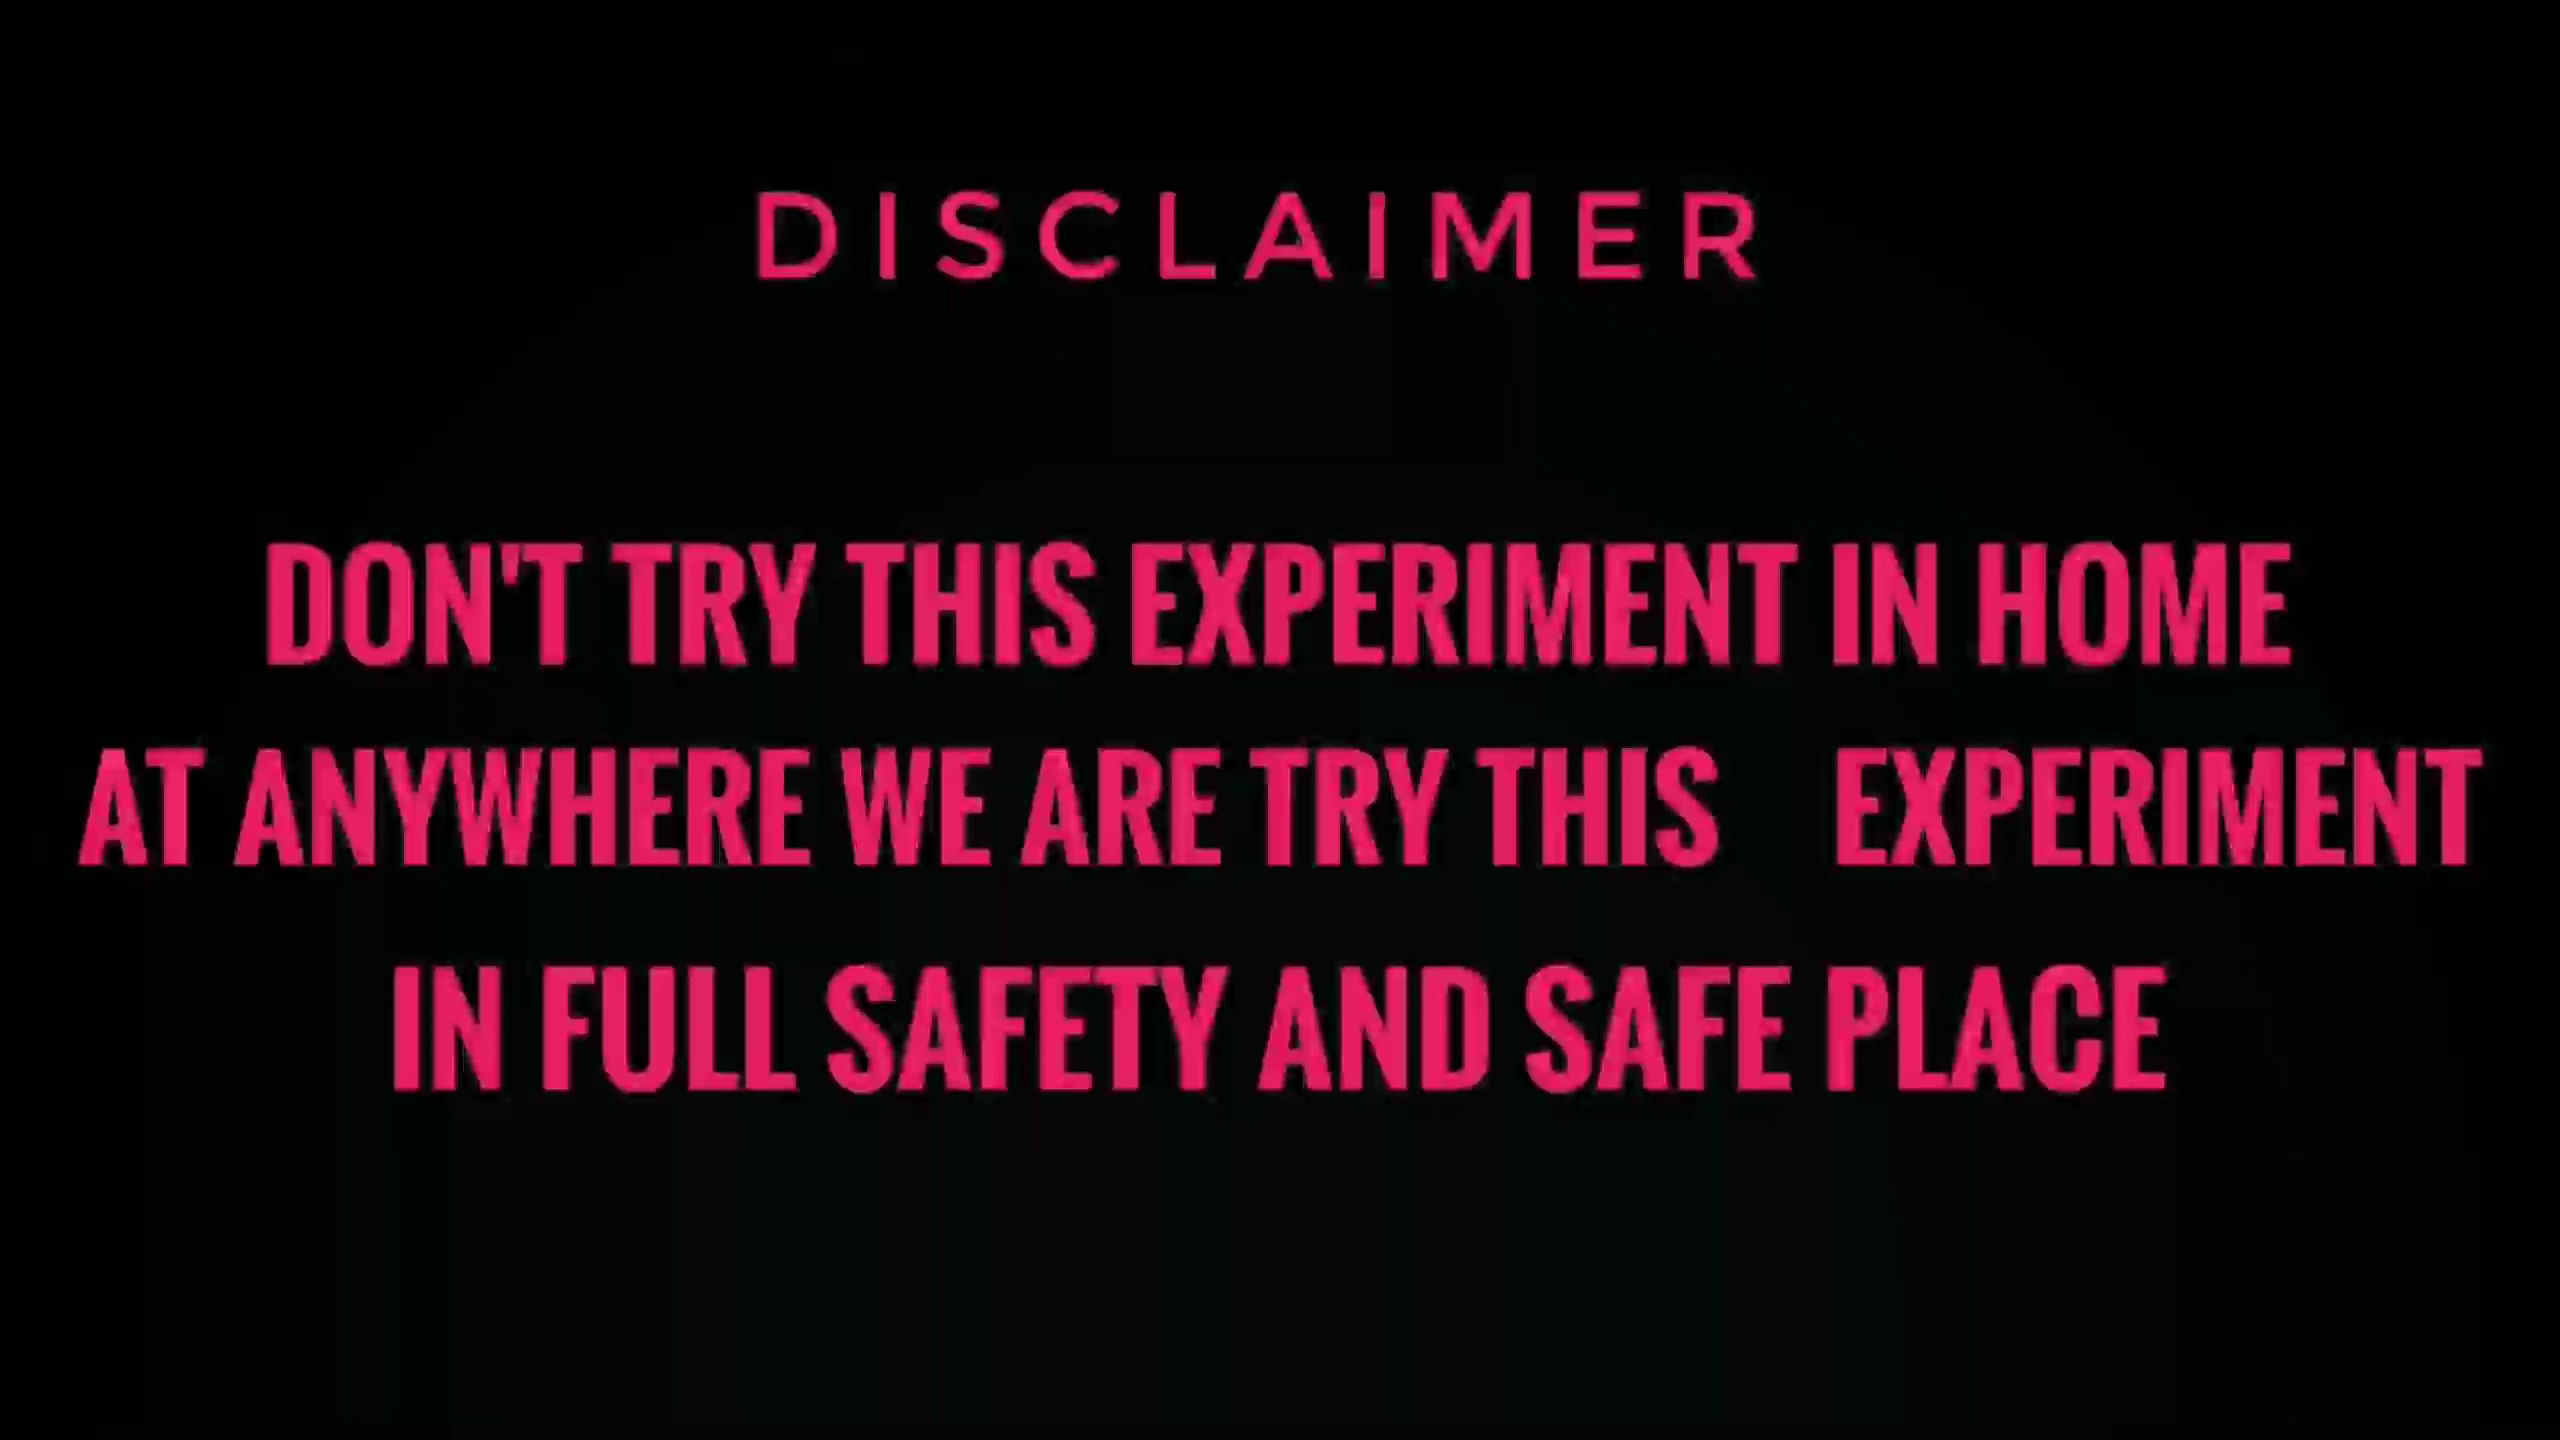 DISCLAIMER
DON'T TRY THIS EXPERIMENT IN HOME
AT ANYWHERE WE ARE TRY THIS EXPERIMENT
IN FULL SAFETY AND SAFE PLACE